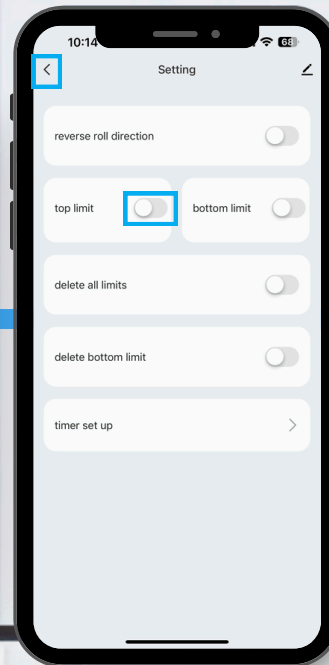 10:14
68
Setting
reverse roll direction
top limit
bottom limit
delete all limits
delete bottom limit
timer set up